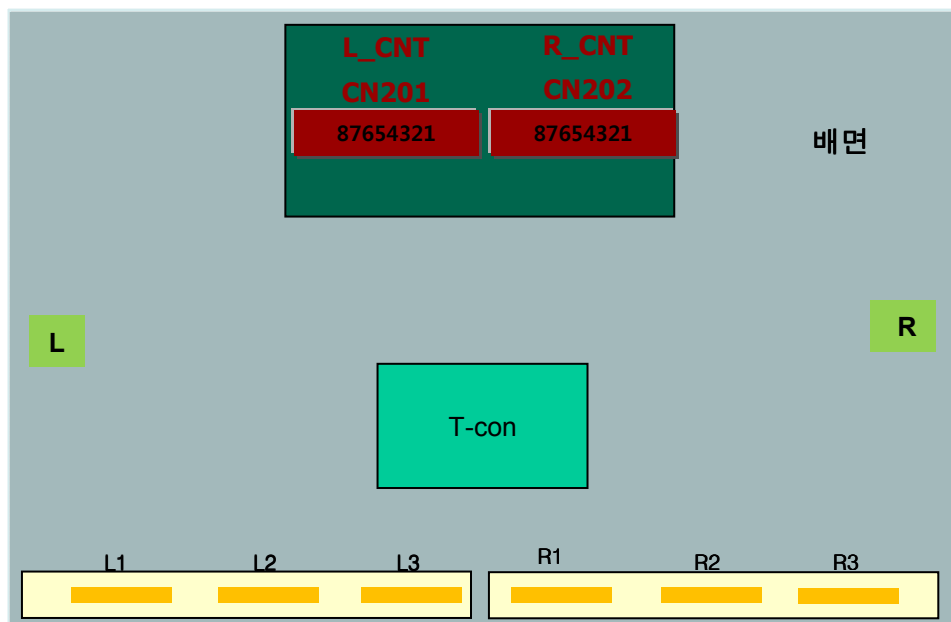 L_CNT R_CNT
CN201 CN202
87654321 87654321
배면
L R
T-con
L1 L2 L3 R1 R2 R3